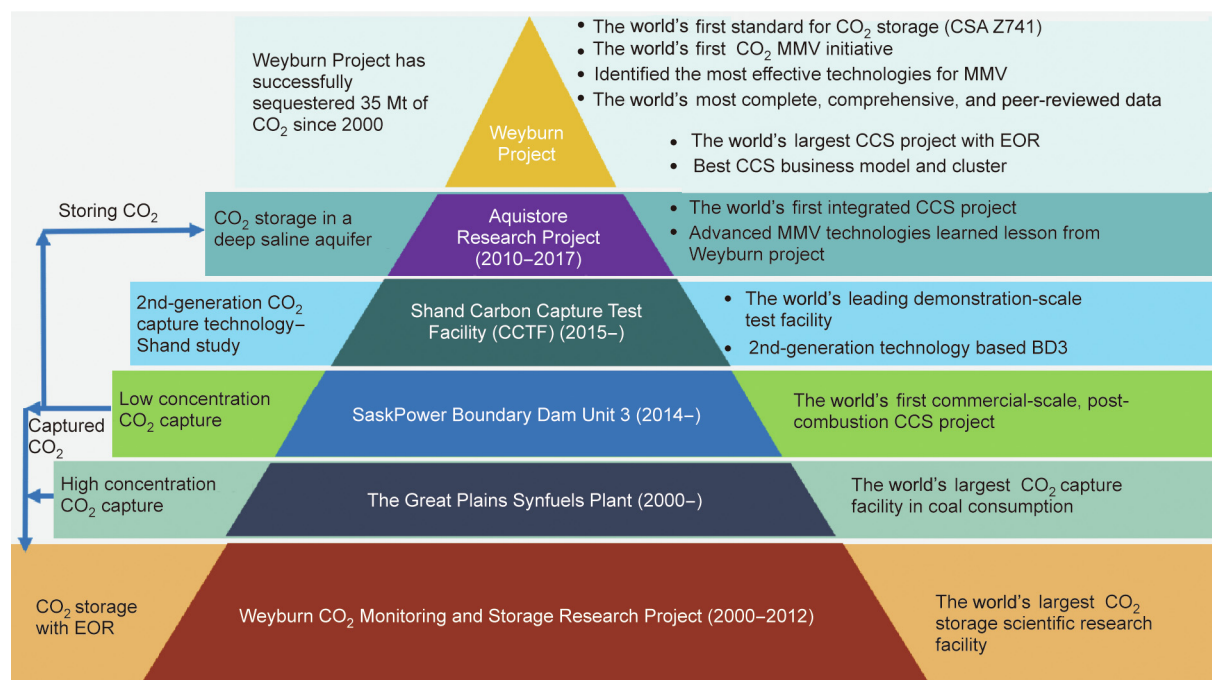 Weyburn Project has
successfully
sequestered 35 Mt of
CO2 since 2000
Weyburn
Project
• The world's first standard for CO2 storage (CSA Z741)
• The world's first CO2 MMV initiative
• Identified the most effective technologies for MMV
• The world's most complete, comprehensive, and peer-reviewed data
• The world's largest CCS project with EOR
• Best CCS business model and cluster
Storing CO2
CO2 storage in a
deep saline aquifer
Aquistore
Research Project
(2010–2017)
• The world's first integrated CCS project
• Advanced MMV technologies learned lesson from
Weyburn project
2nd-generation CO2
capture technology–
Shand study
Shand Carbon Capture Test
Facility (CCTF) (2015–)
• The world's leading demonstration-scale
test facility
• 2nd-generation technology based BD3
Low concentration
CO2 capture
SaskPower Boundary Dam Unit 3 (2014–)
The world's first commercial-scale, post-
combustion CCS project
Captured
CO2
High concentration
CO2 capture
The Great Plains Synfuels Plant (2000–)
The world's largest CO2 capture
facility in coal consumption
CO2 storage
with EOR
Weyburn CO2 Monitoring and Storage Research Project (2000–2012)
The world's largest CO2
storage scientific research
facility